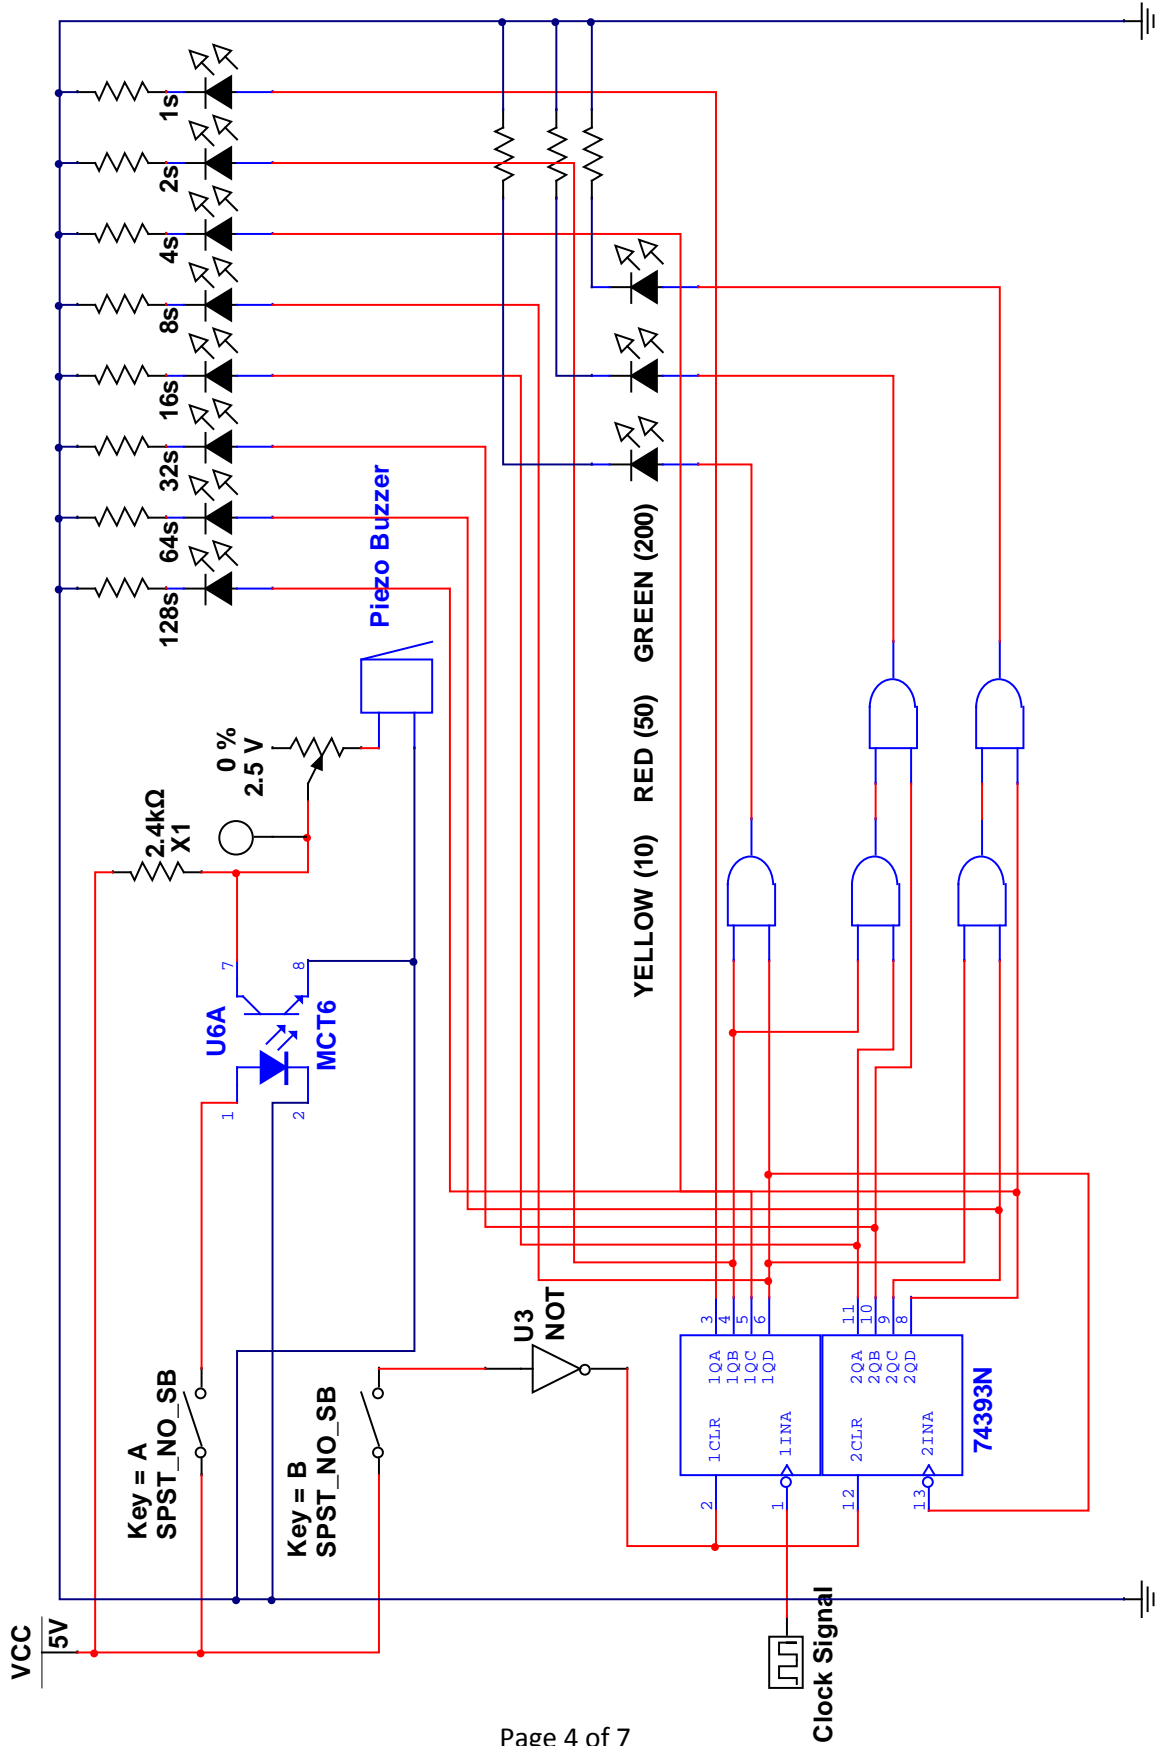 VCC
5V
Key = A
SPST_NO_SB
Key = B
SPST_NO_SB
U3
NOT
U6A
MCT6
1
2
7
8
2.4kΩ
X1
0 %
2.5 V
Piezo Buzzer
128s
64s
32s
16s
8s
4s
2s
1s
YELLOW (10) RED (50) GREEN (200)
Clock Signal
74393N
2
1
12
13
1CLR
1INA
2CLR
2INA
1QA
1QB
1QC
1QD
2QA
2QB
2QC
2QD
3
4
5
6
11
10
9
8
Page 4 of 7